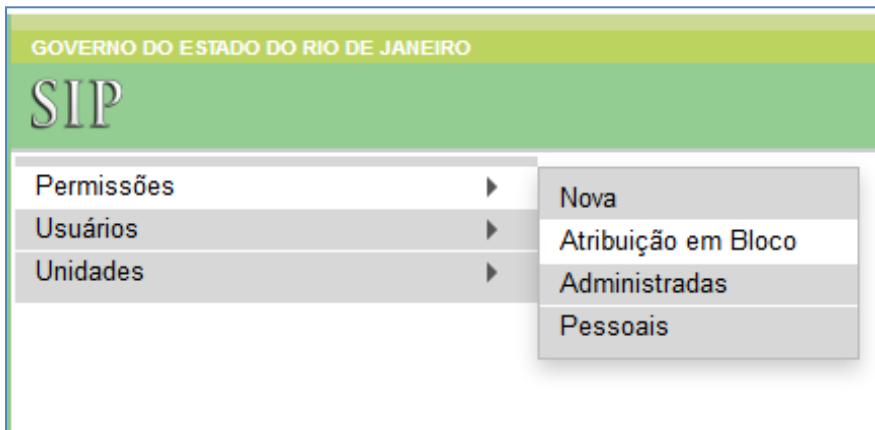 GOVERNO DO ESTADO DO RIO DE JANEIRO
SIP
Permissões
Usuários
Unidades
Nova
Atribuição em Bloco
Administradas
Pessoais